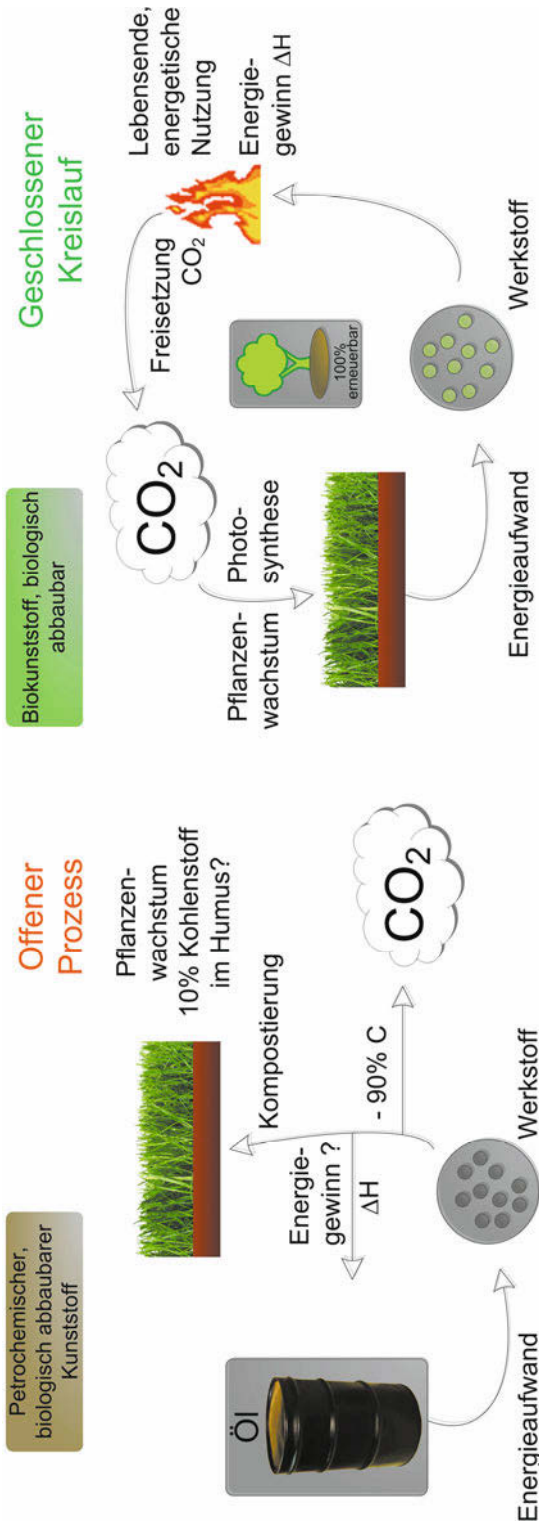 Petrochemischer,
biologisch abbaubarer
Kunststoff
Offener
Prozess
Öl
Energieaufwand
Werkstoff
Energie-
gewinn ?
ΔH
Kompostierung
- 90% C
CO₂
Pflanzen-
wachstum
10% Kohlenstoff
im Humus?
Biokunststoff, biologisch
abbaubar
Geschlossener
Kreislauf
CO₂
Freisetzung
CO₂
Lebensende,
energetische
Nutzung
Energie-
gewinn ΔH
Pflanzen-
wachstum
Photo-
synthese
100%
erneuerbar
Energieaufwand
Werkstoff